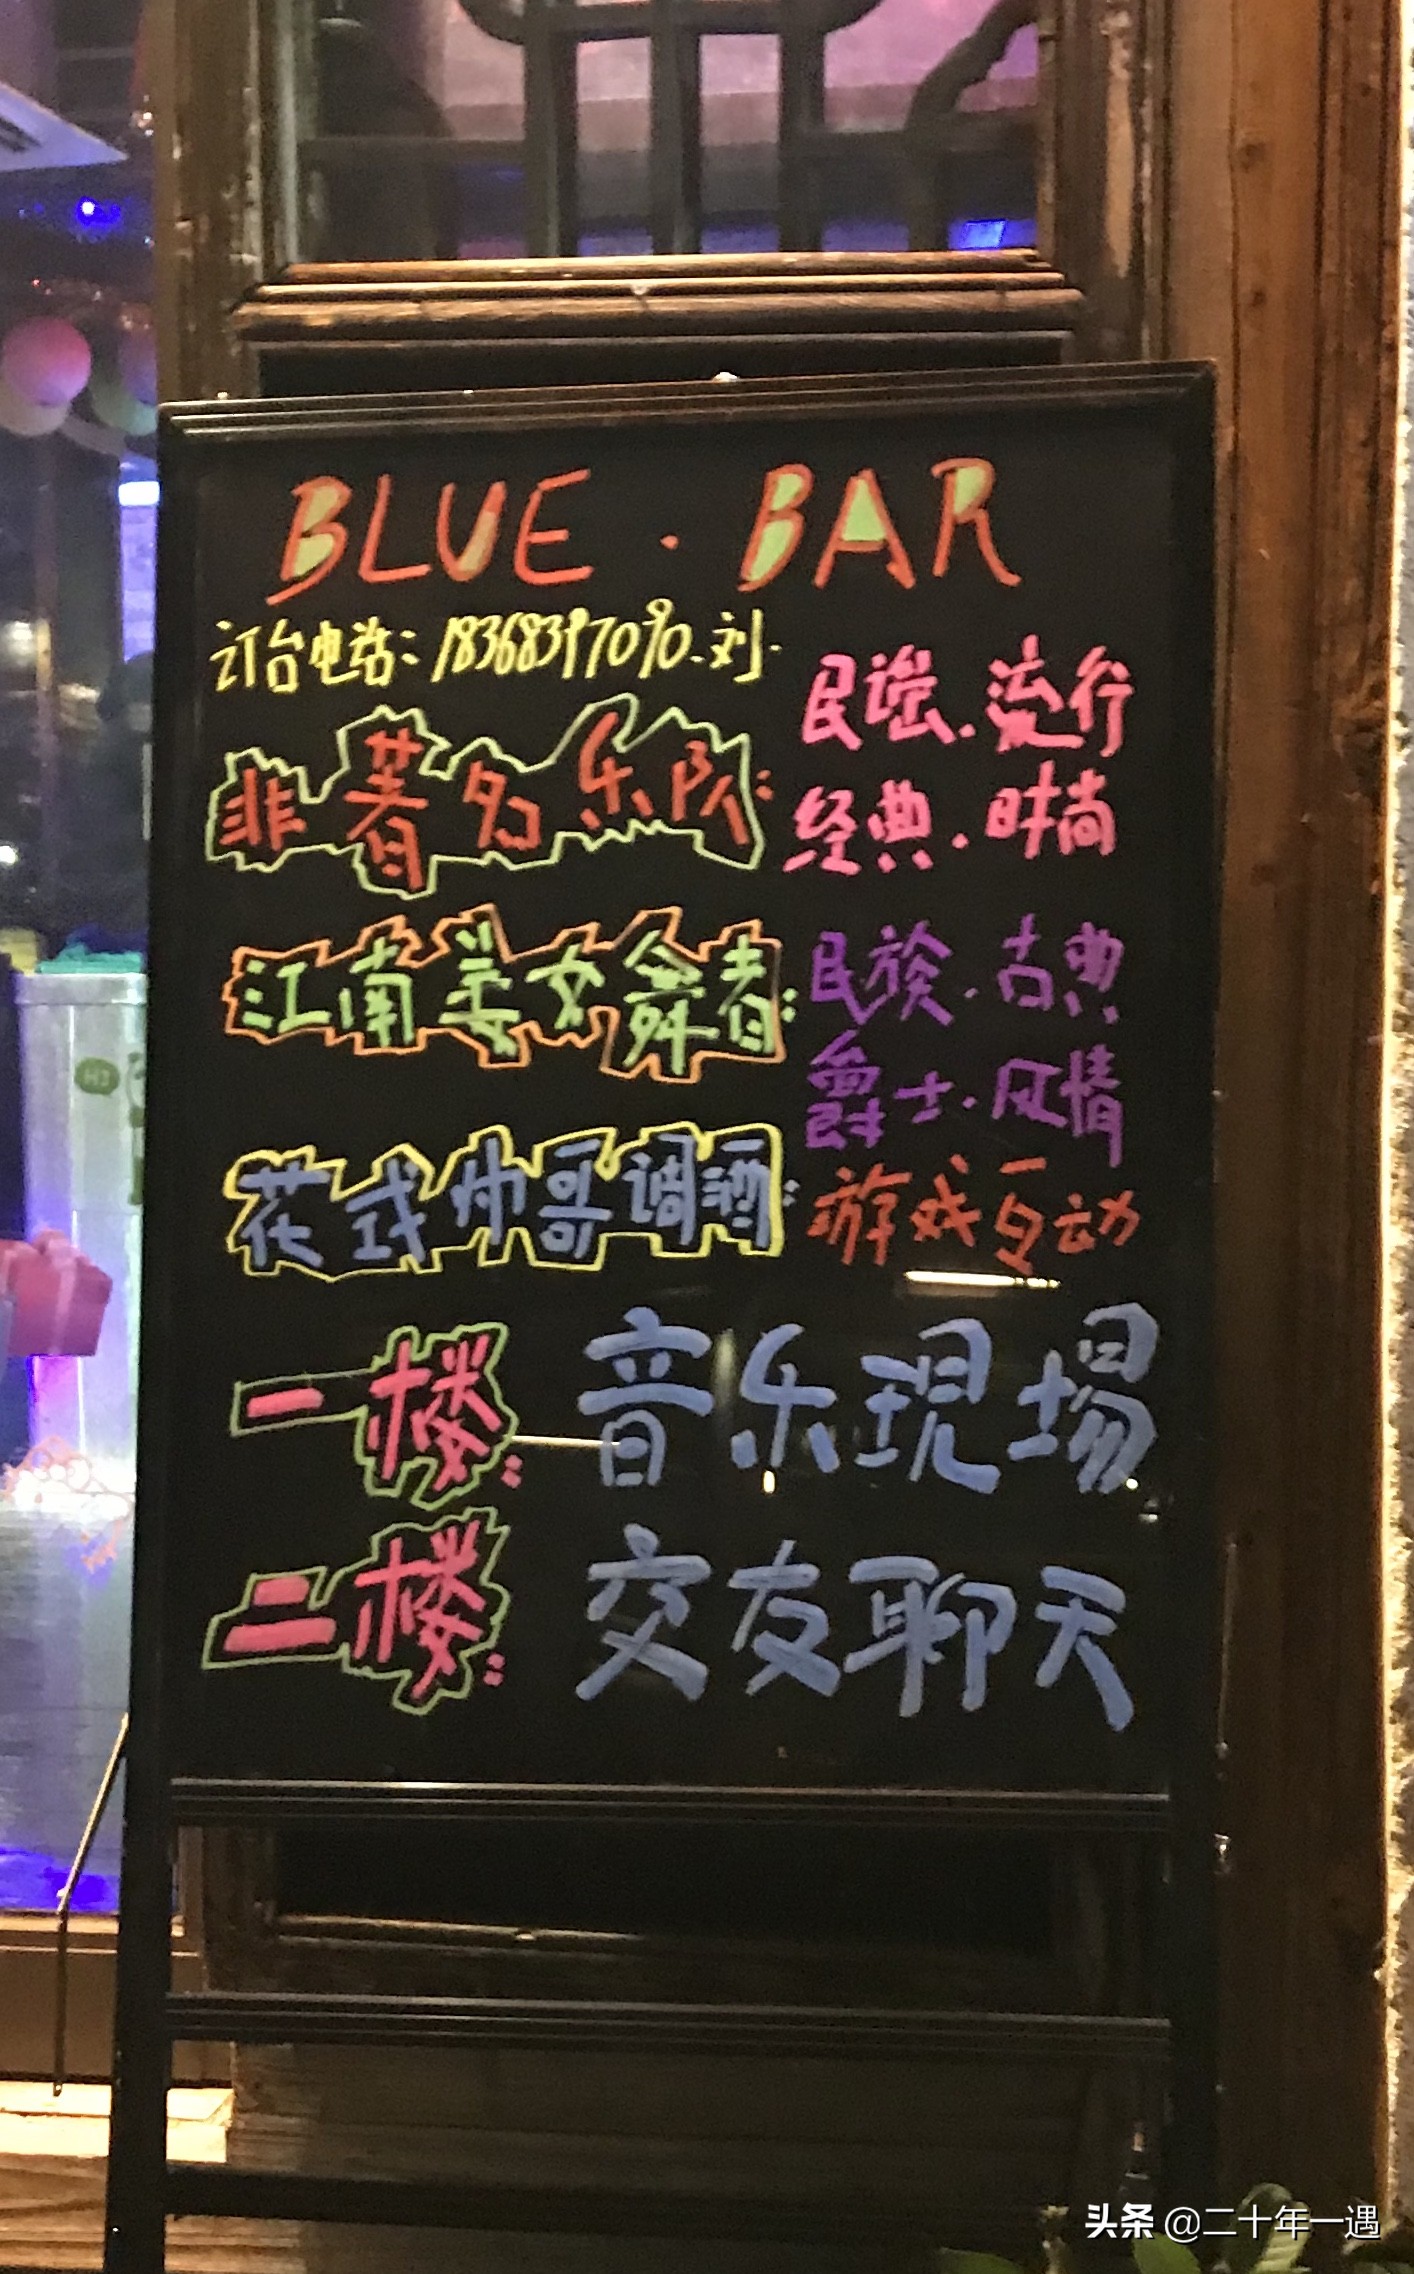 BLUE · BAR
订台电话:18368397090.刘.
非著名乐队:
民谣.流行
经典.时尚
江南美女舞者:
民族.古典
爵士.风情
花式帅哥调酒:
游戏互动
一楼:音乐現場
二楼:交友聊天
头条 @二十年一遇